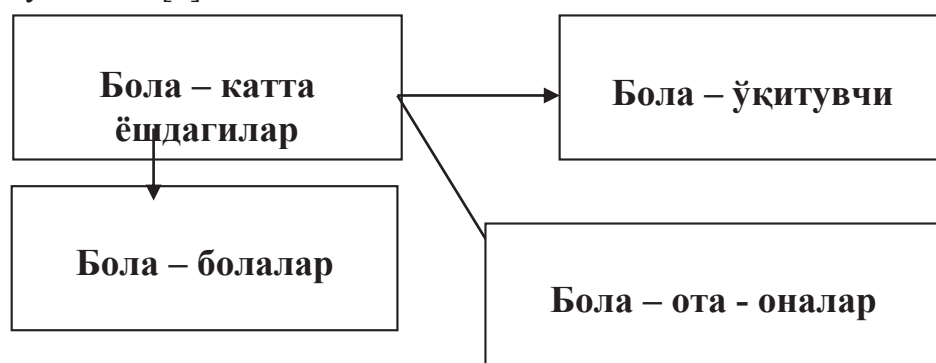 Бола – катта
ёшдагилар
Бола – ўқитувчи
Бола – болалар
Бола – ота - оналар